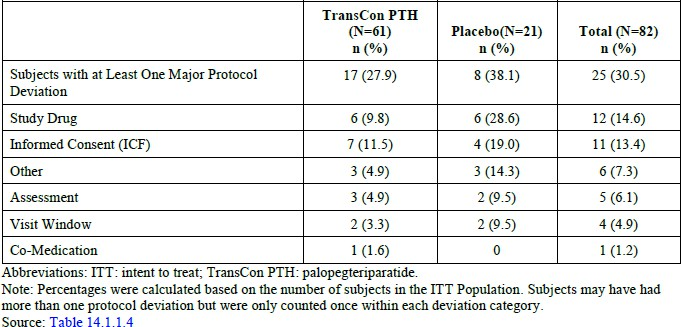 TransCon PTH (N=61) n (%) Placebo(N=21) n (%) Total (N=82) n (%)
Subjects with at Least One Major Protocol Deviation 17 (27.9) 8 (38.1) 25 (30.5)
Study Drug 6 (9.8) 6 (28.6) 12 (14.6)
Informed Consent (ICF) 7 (11.5) 4 (19.0) 11 (13.4)
Other 3 (4.9) 3 (14.3) 6 (7.3)
Assessment 3 (4.9) 2 (9.5) 5 (6.1)
Visit Window 2 (3.3) 2 (9.5) 4 (4.9)
Co-Medication 1 (1.6) 0 1 (1.2)
Abbreviations: ITT: intent to treat; TransCon PTH: palopegteriparatide.
Note: Percentages were calculated based on the number of subjects in the ITT Population. Subjects may have had
more than one protocol deviation but were only counted once within each deviation category.
Source: Table 14.1.1.4